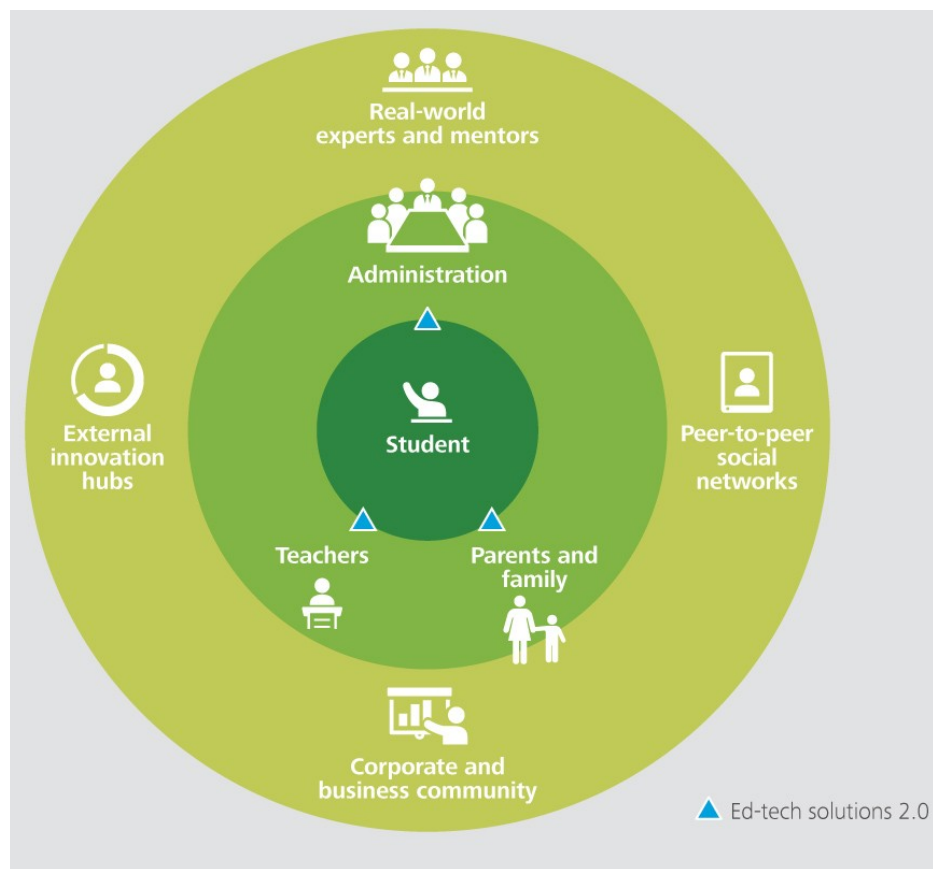 Real-world
experts and mentors
Administration
Student
External
innovation
hubs
Peer-to-peer
social
networks
Teachers
Parents and
family
Corporate and
business community
Ed-tech solutions 2.0